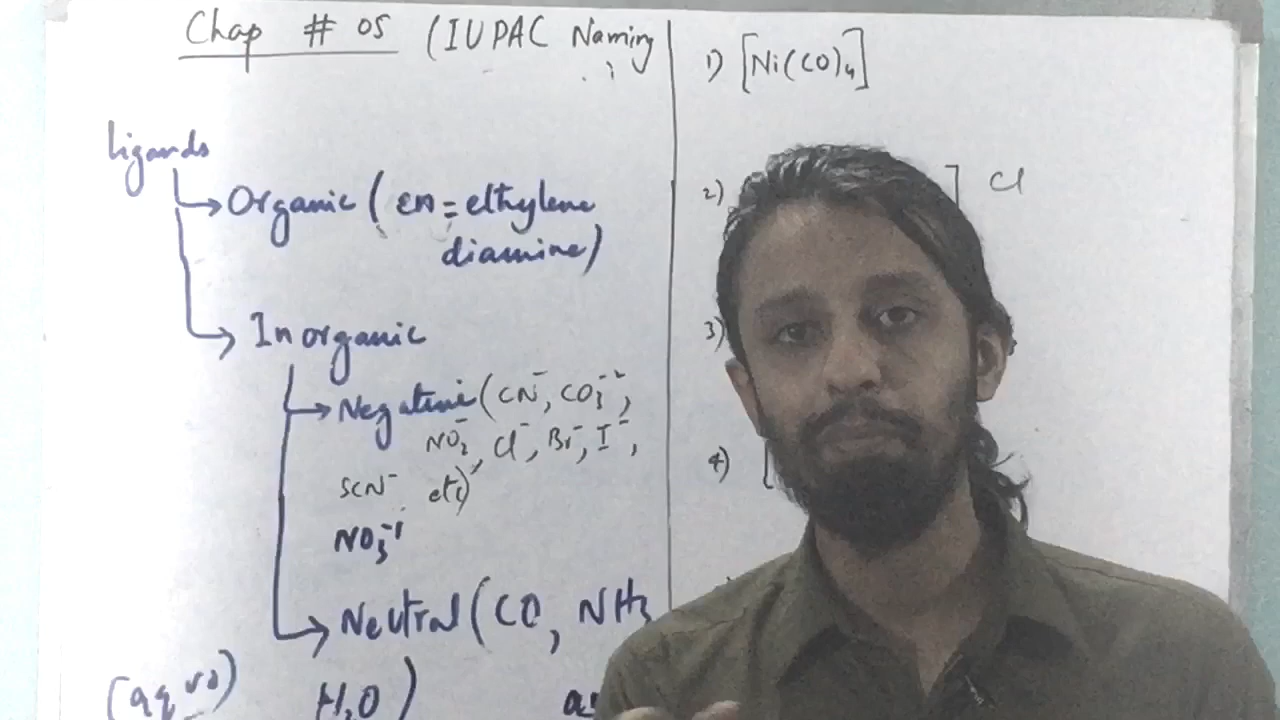 Chap # 05 (IUPAC Naming
ligands
Organic ( en = ethylene
diamine)
Inorganic
Negative (CN⁻, CO₃⁻²,
NO₂⁻, Cl⁻, Br⁻, I⁻,
SCN⁻ etc)
NO₃⁻¹
Neutral (CO, NH₃
(aqua) H₂O)
1) [Ni(CO)₄]
2) ] Cl
3)
4) [